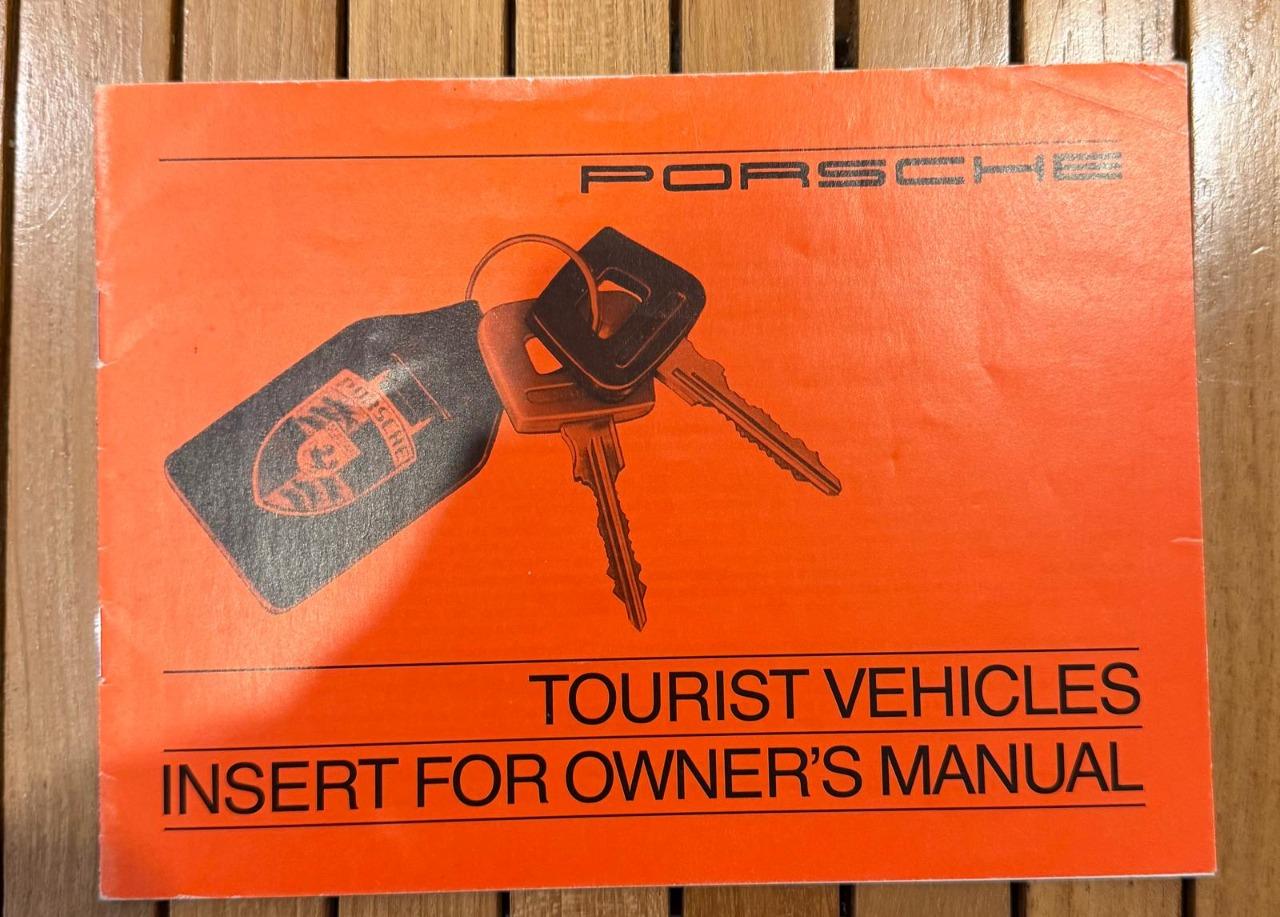 PORSCHE
PORSCHE
TOURIST VEHICLES
INSERT FOR OWNER'S MANUAL